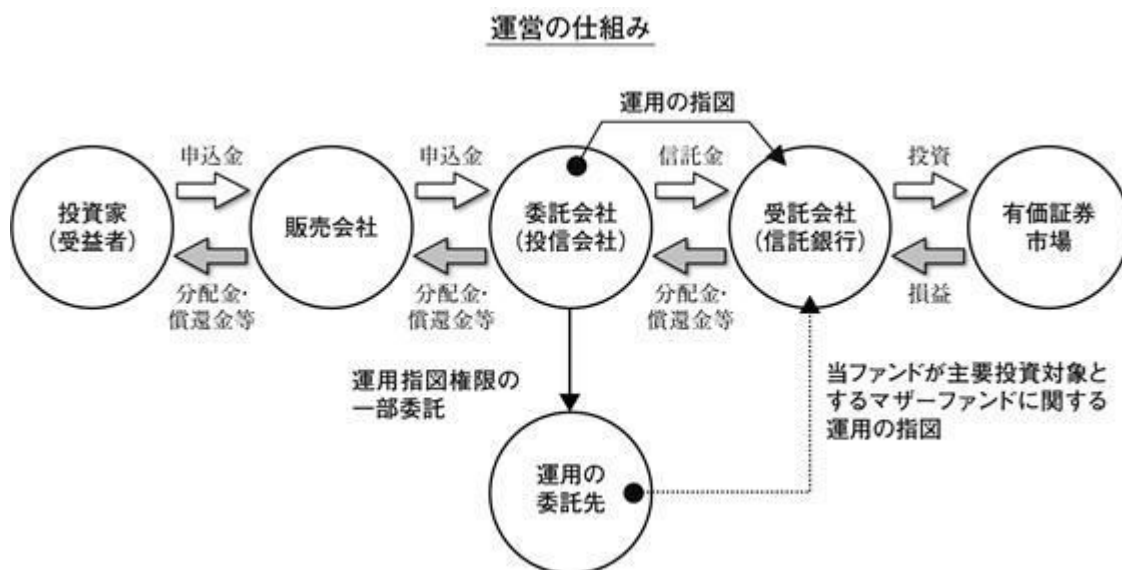 運営の仕組み
運用の指図
申込金
申込金
信託金
投資
投資家
（受益者）
販売会社
委託会社
（投信会社）
受託会社
（信託銀行）
有価証券
市場
分配金・
償還金等
分配金・
償還金等
分配金・
償還金等
損益
運用指図権限の
一部委託
当ファンドが主要投資対象と
するマザーファンドに関する
運用の指図
運用の
委託先